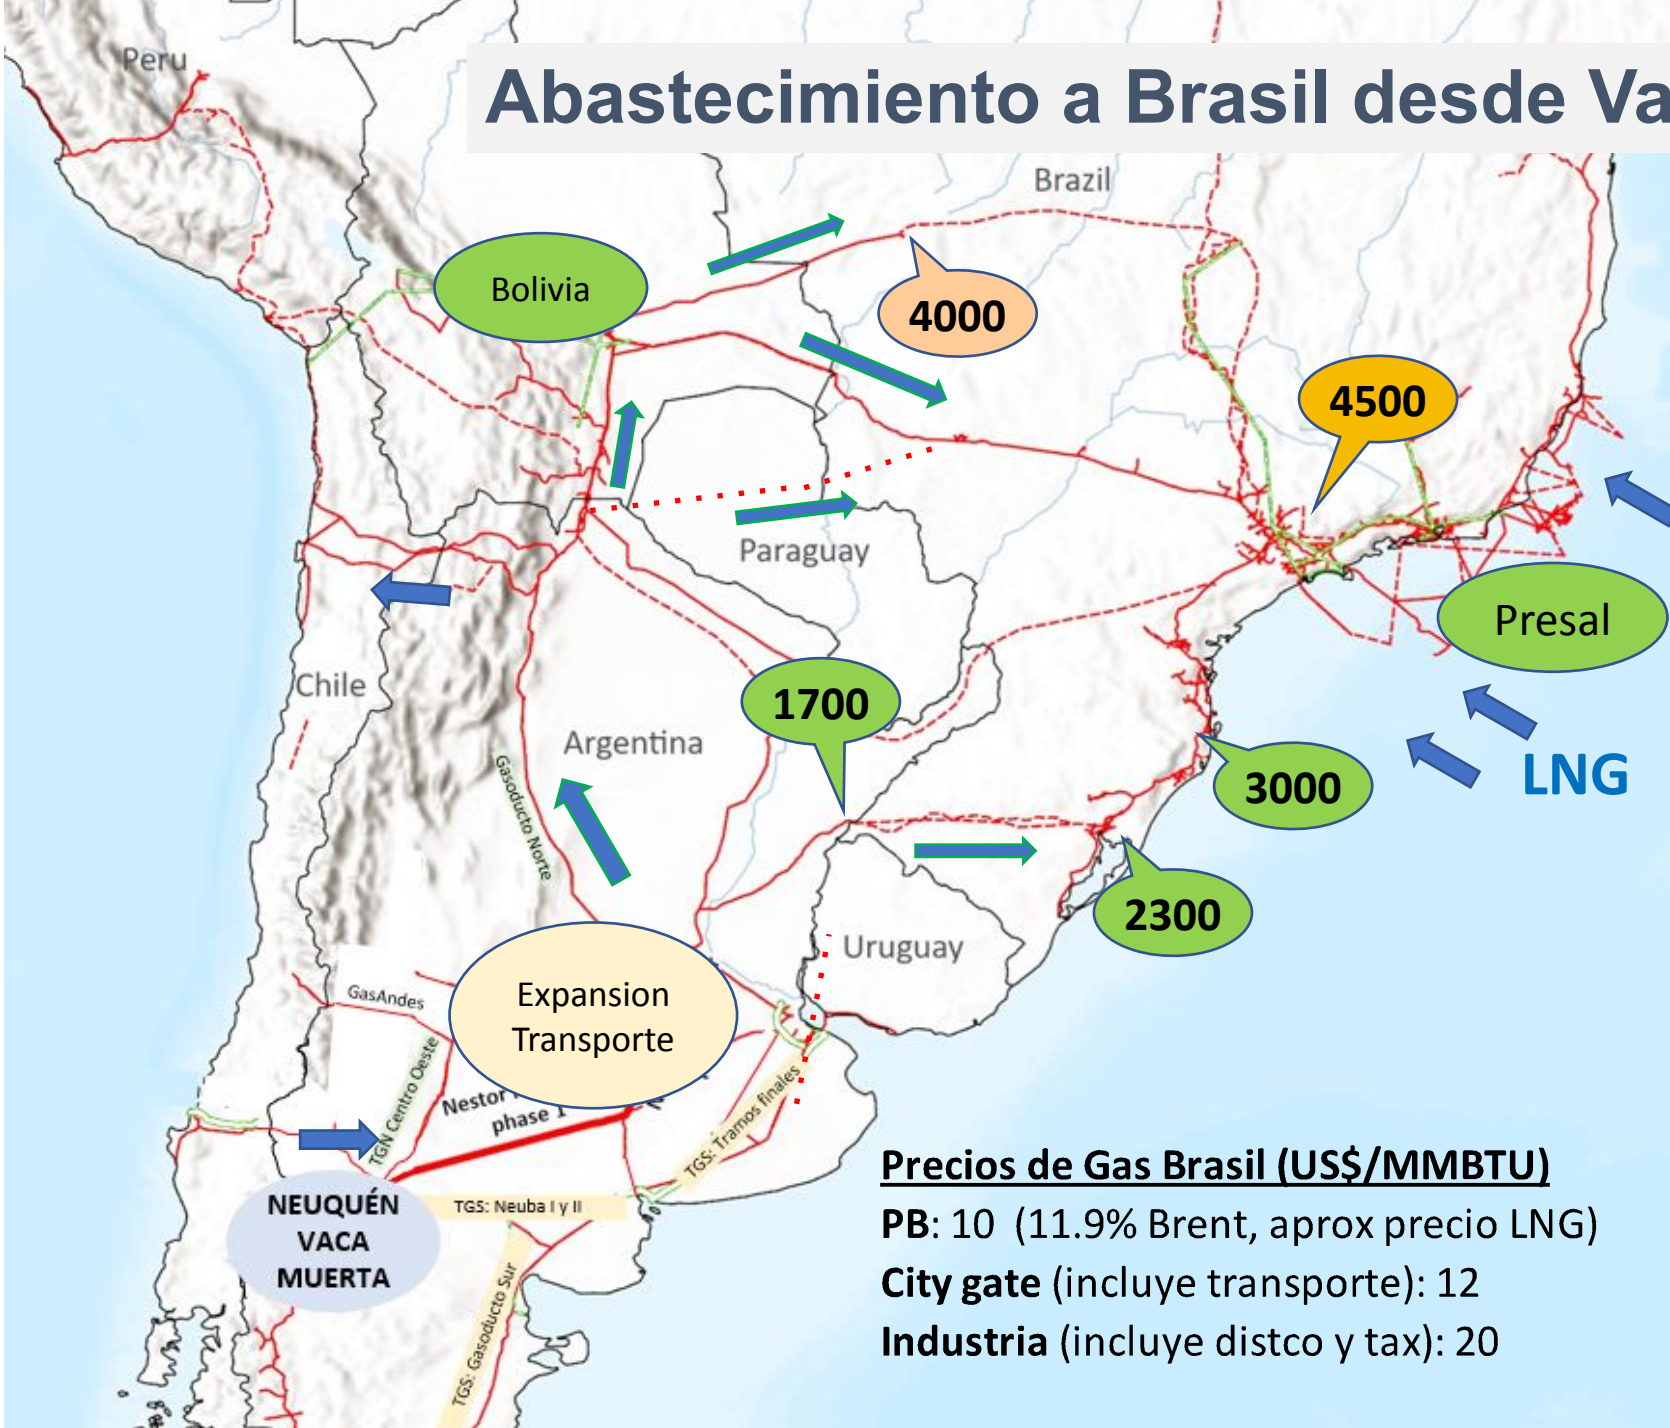 Peru
Abastecimiento a Brasil desde Va
Brazil
Bolivia
4000
4500
Paraguay
Presal
Chile
1700
Argentina
LNG
3000
Gasoducto Norte
2300
Uruguay
Expansion
Transporte
GasAndes
TGN Centro Oeste
Nestor
phase 1
TGS: Tramos finales
NEUQUÉN
VACA
MUERTA
TGS: Neuba I y II
TGS: Gasoducto Sur
Precios de Gas Brasil (US$/MMBTU)
PB: 10 (11.9% Brent, aprox precio LNG)
City gate (incluye transporte): 12
Industria (incluye distco y tax): 20